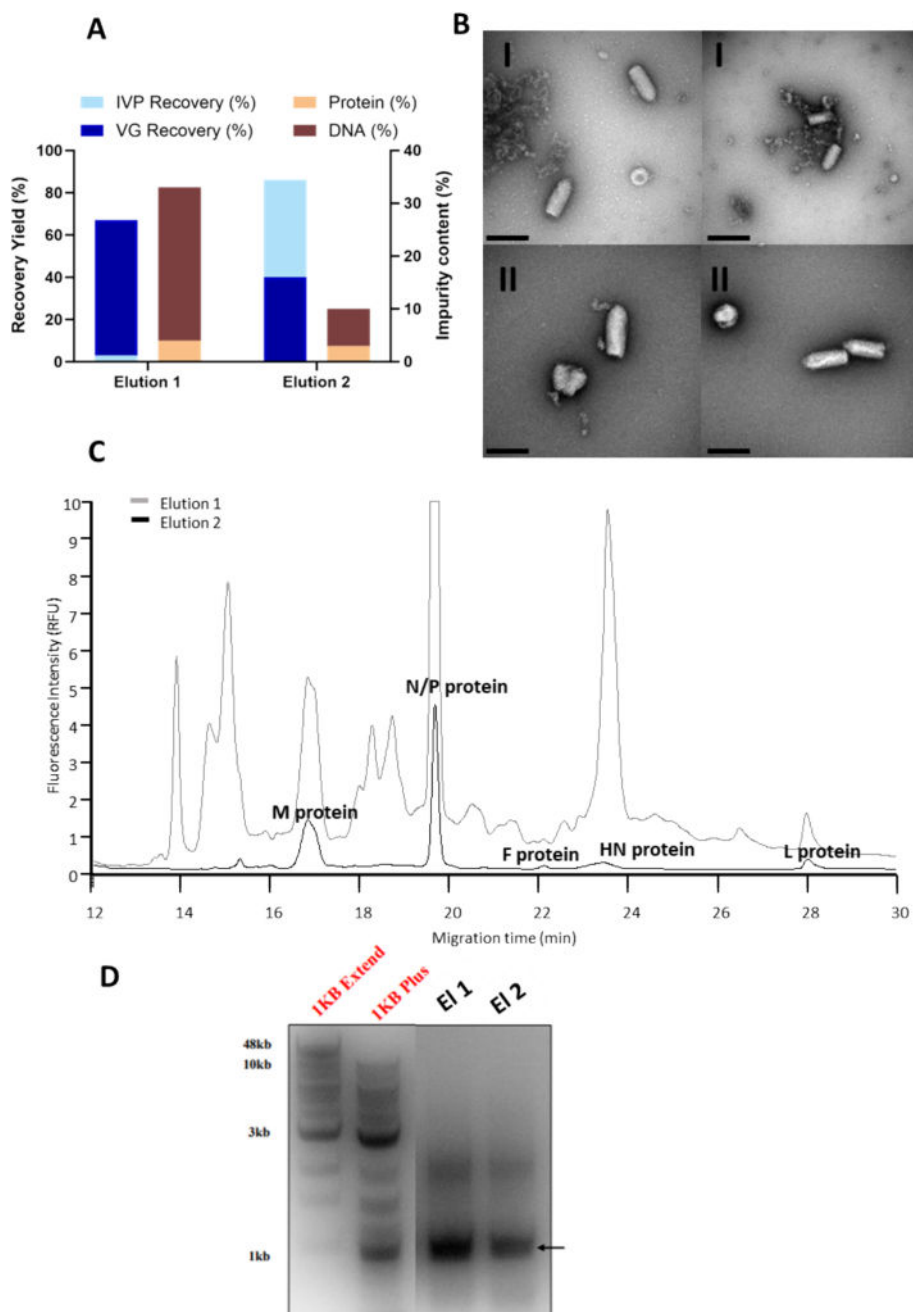 A
IVP Recovery (%)
Protein (%)
VG Recovery (%)
DNA (%)
100
80
60
40
20
0
Recovery Yield (%)
40
30
20
10
0
Impurity content (%)
Elution 1
Elution 2
B
I
I
II
II
C
Elution 1
Elution 2
10
9
8
7
6
5
4
3
2
1
0
Fluorescence Intensity (RFU)
N/P protein
M protein
F protein
HN protein
L protein
12
14
16
18
20
22
24
26
28
30
Migration time (min)
D
1KB Extend
1KB Plus
El 1
El 2
48kb
10kb
3kb
1kb